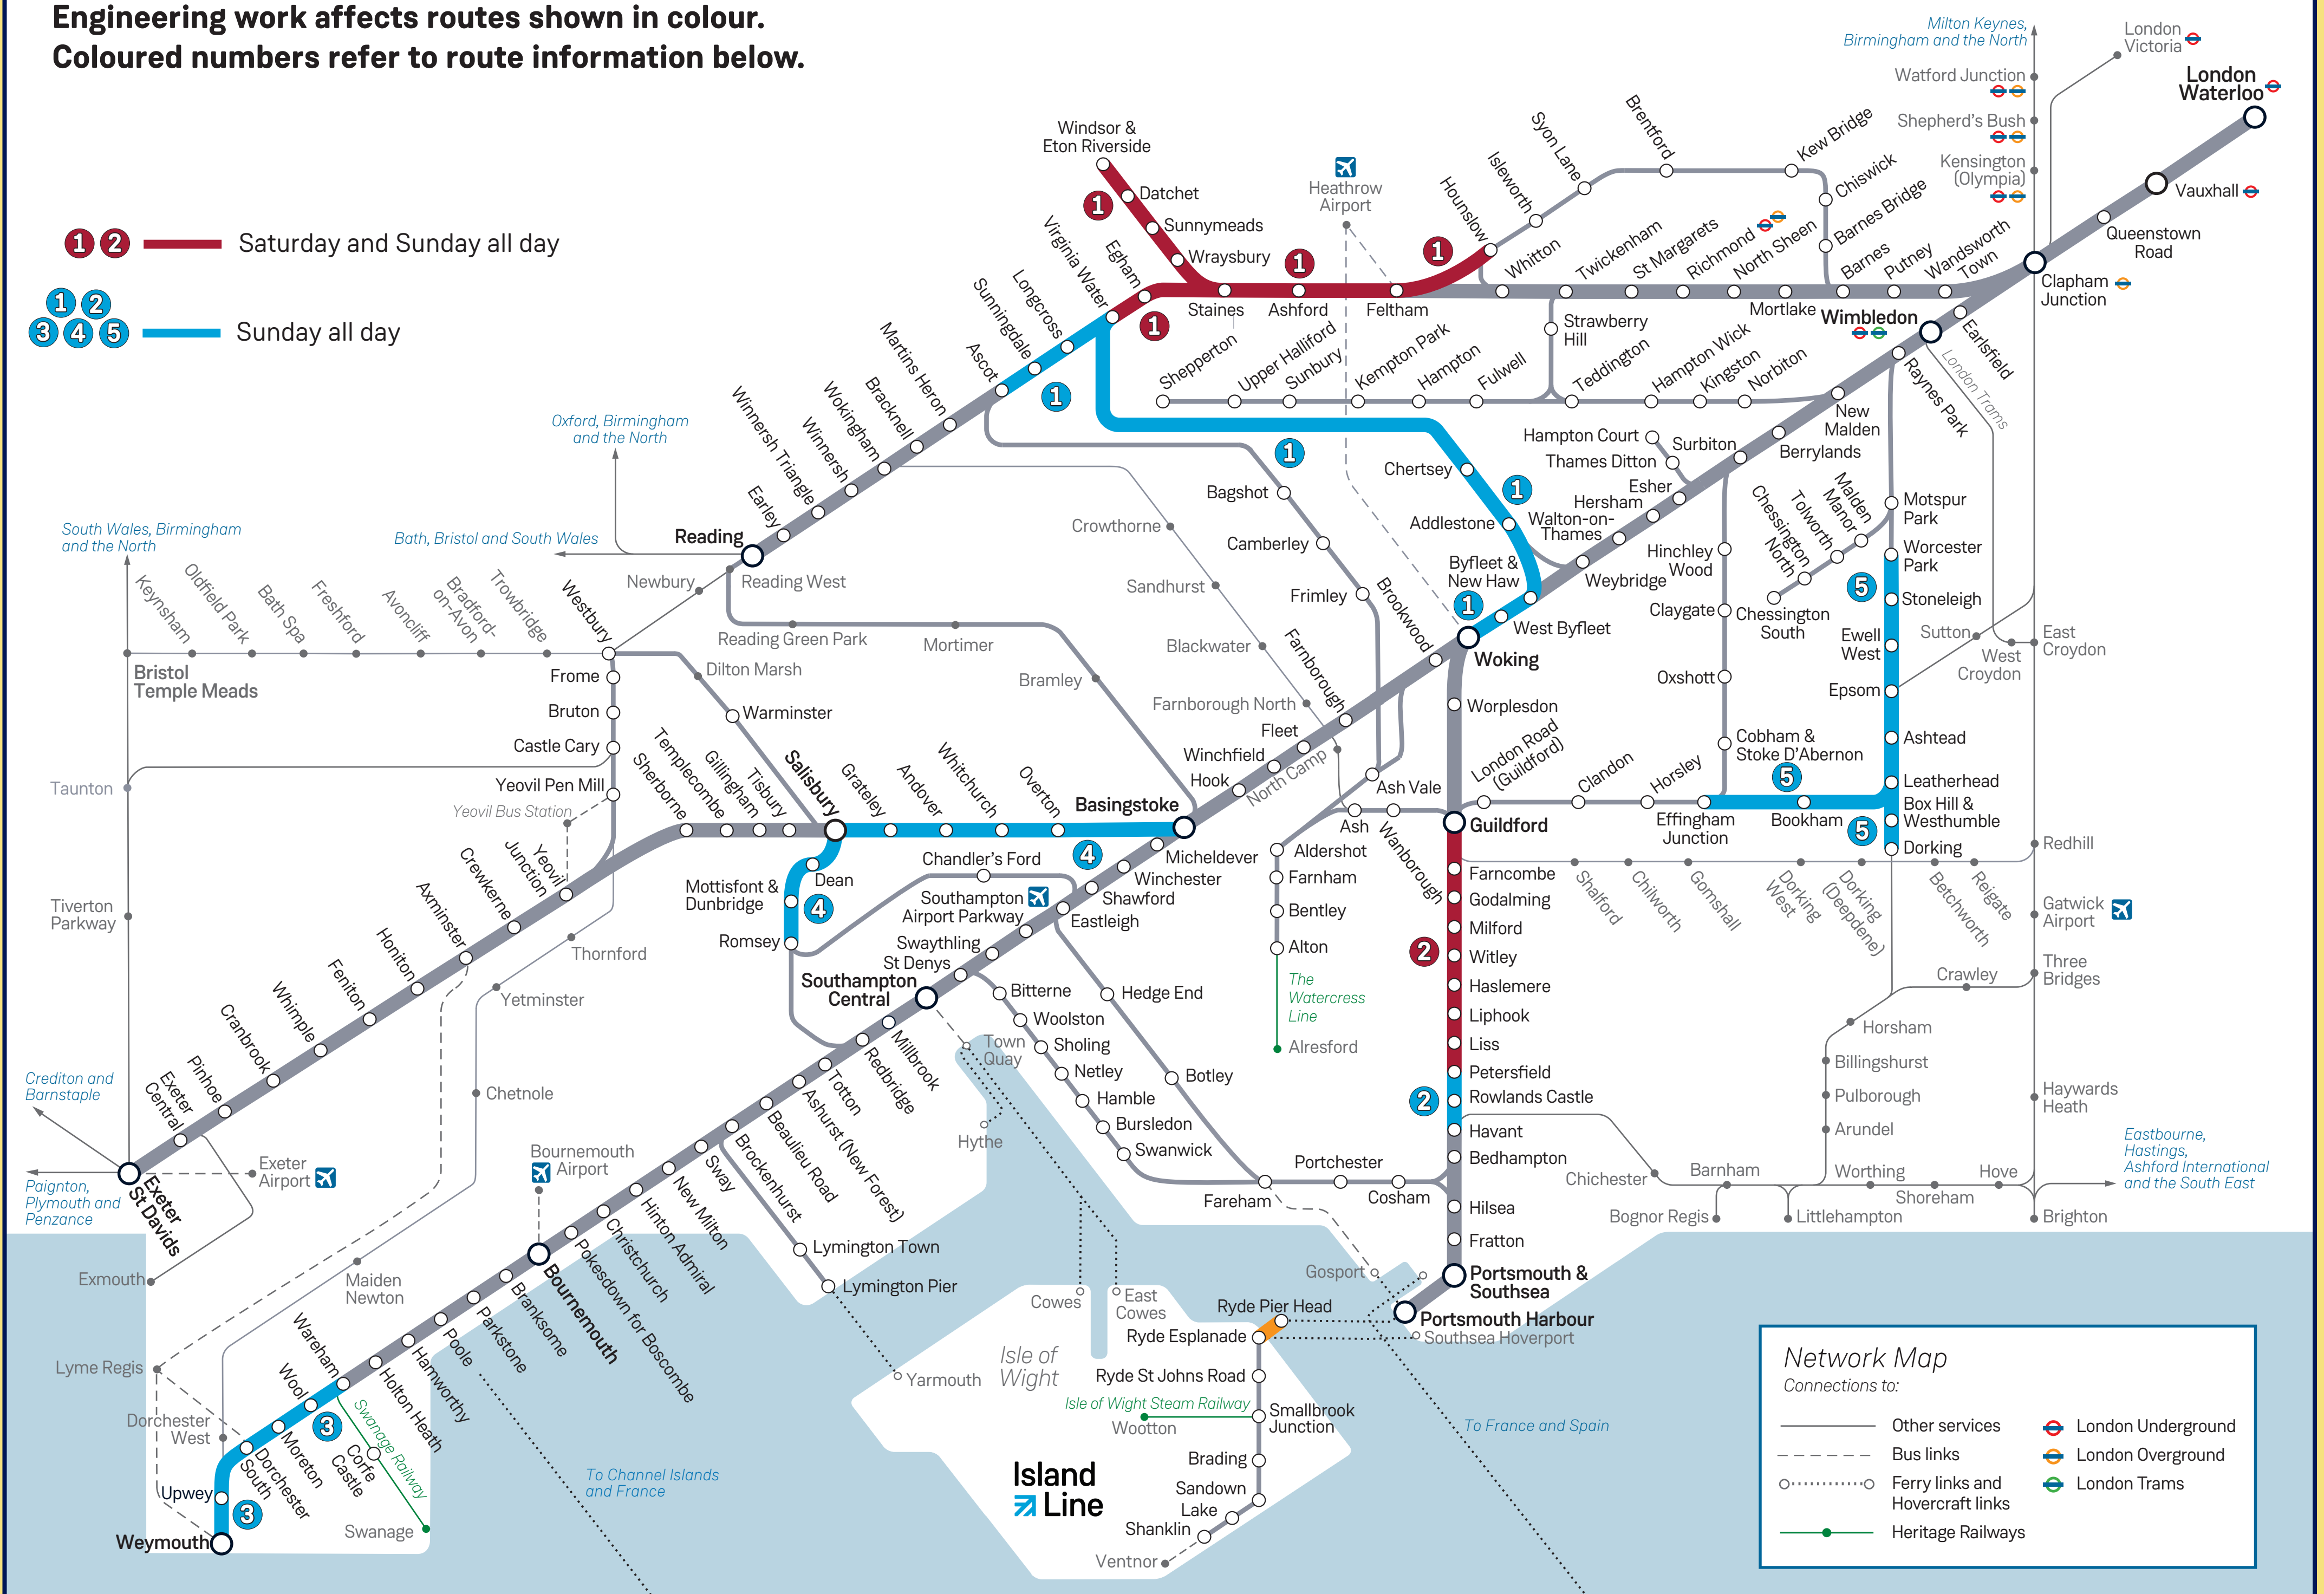 Engineering work affects routes shown in colour.
Coloured numbers refer to route information below.
1 2 Saturday and Sunday all day
1 2
3 4 5 Sunday all day
Milton Keynes,
Birmingham and the North
London
Victoria
Watford Junction
London
Waterloo
Shepherd's Bush
Kensington
(Olympia)
Vauxhall
Queenstown
Road
Clapham
Junction
Windsor &
Eton Riverside
Datchet
Sunnymeads
Wraysbury
1
1
1
1
Heathrow
Airport
Hounslow
Isleworth
Syon Lane
Brentford
Kew Bridge
Chiswick
Barnes Bridge
Whitton
Twickenham
St Margarets
Richmond
North Sheen
Mortlake
Barnes
Putney
Wandsworth
Town
Virginia Water
Egham
Staines
Ashford
Feltham
Strawberry
Hill
Wimbledon
Earlsfield
London Trams
Raynes Park
Shepperton
Upper Halliford
Sunbury
Kempton Park
Hampton
Fulwell
Teddington
Hampton Wick
Kingston
Norbiton
New
Malden
Berrylands
Surbiton
Hampton Court
Thames Ditton
Esher
Hersham
Walton-on-
Thames
Weybridge
Byfleet &
New Haw
West Byfleet
Woking
Longcross
Sunningdale
Ascot
1
1
1
1
Martins Heron
Bracknell
Wokingham
Winnersh
Winnersh Triangle
Earley
Reading
Chertsey
Addlestone
Bagshot
Camberley
Frimley
Crowthorne
Sandhurst
Blackwater
Farnborough North
North Camp
Oxford, Birmingham
and the North
Bath, Bristol and South Wales
South Wales, Birmingham
and the North
Newbury
Reading West
Reading Green Park
Mortimer
Bramley
Keynsham
Oldfield Park
Bath Spa
Freshford
Avoncliff
Bradford-
on-Avon
Trowbridge
Westbury
Bristol
Temple Meads
Dilton Marsh
Warminster
Frome
Bruton
Castle Cary
Yeovil Pen Mill
Yeovil Bus Station
Taunton
Tiverton
Parkway
Brookwood
Farnborough
Fleet
Winchfield
Hook
Basingstoke
Overton
Whitchurch
Andover
Grateley
Salisbury
Tisbury
Gillingham
Templecombe
Sherborne
Yeovil
Junction
Crewkerne
Axminster
Honiton
Feniton
Whimple
Cranbrook
Pinhoe
Exeter
Central
Exeter
St Davids
Exeter
Airport
Exmouth
Crediton and
Barnstaple
Paignton,
Plymouth and
Penzance
Thornford
Yetminster
Chetnole
Maiden
Newton
Lyme Regis
Dorchester
West
4
4
Dean
Mottisfont &
Dunbridge
Romsey
Chandler's Ford
Southampton
Airport Parkway
Swaythling
St Denys
Southampton
Central
Micheldever
Winchester
Shawford
Eastleigh
Hedge End
Botley
Bitterne
Woolston
Sholing
Netley
Hamble
Bursledon
Swanwick
Fareham
Portchester
Cosham
Millbrook
Redbridge
Totton
Ashurst (New Forest)
Beaulieu Road
Brockenhurst
Sway
New Milton
Hinton Admiral
Christchurch
Pokesdown for Boscombe
Bournemouth
Bournemouth
Airport
Branksome
Parkstone
Poole
Hamworthy
Holton Heath
Wareham
Wool
Moreton
Dorchester
South
Upwey
Weymouth
3
3
Swanage Railway
Corfe
Castle
Swanage
Lymington Town
Lymington Pier
Yarmouth
Town
Quay
Hythe
To Channel Islands
and France
Motspur
Park
Malden
Manor
Tolworth
Chessington
North
Chessington
South
Worcester
Park
Stoneleigh
Ewell
West
Epsom
Ashtead
Leatherhead
Box Hill &
Westhumble
Dorking
5
5
5
Hinchley
Wood
Claygate
Oxshott
Cobham &
Stoke D'Abernon
Bookham
Effingham
Junction
Horsley
Clandon
London Road
(Guildford)
Guildford
Worplesdon
Ash Vale
Ash
Wanborough
Aldershot
Farnham
Bentley
Alton
The
Watercress
Line
Alresford
Sutton
West
Croydon
East
Croydon
Redhill
Gatwick
Airport
Three
Bridges
Crawley
Haywards
Heath
Shalford
Chilworth
Gomshall
Dorking
West
Dorking
(Deepdene)
Betchworth
Reigate
Farncombe
Godalming
Milford
Witley
Haslemere
Liphook
Liss
Petersfield
Rowlands Castle
Havant
Bedhampton
Hilsea
Fratton
Portsmouth &
Southsea
Portsmouth Harbour
Southsea Hoverport
2
2
Horsham
Billingshurst
Pulborough
Arundel
Chichester
Barnham
Bognor Regis
Littlehampton
Worthing
Shoreham
Hove
Brighton
Eastbourne,
Hastings,
Ashford International
and the South East
Gosport
Cowes
East
Cowes
Ryde Pier Head
Ryde Esplanade
Ryde St Johns Road
Isle of
Wight
Isle of Wight Steam Railway
Wootton
Smallbrook
Junction
Brading
Sandown
Lake
Shanklin
Ventnor
Island
Line
To France and Spain
Network Map
Connections to:
Other services
Bus links
Ferry links and
Hovercraft links
Heritage Railways
London Underground
London Overground
London Trams